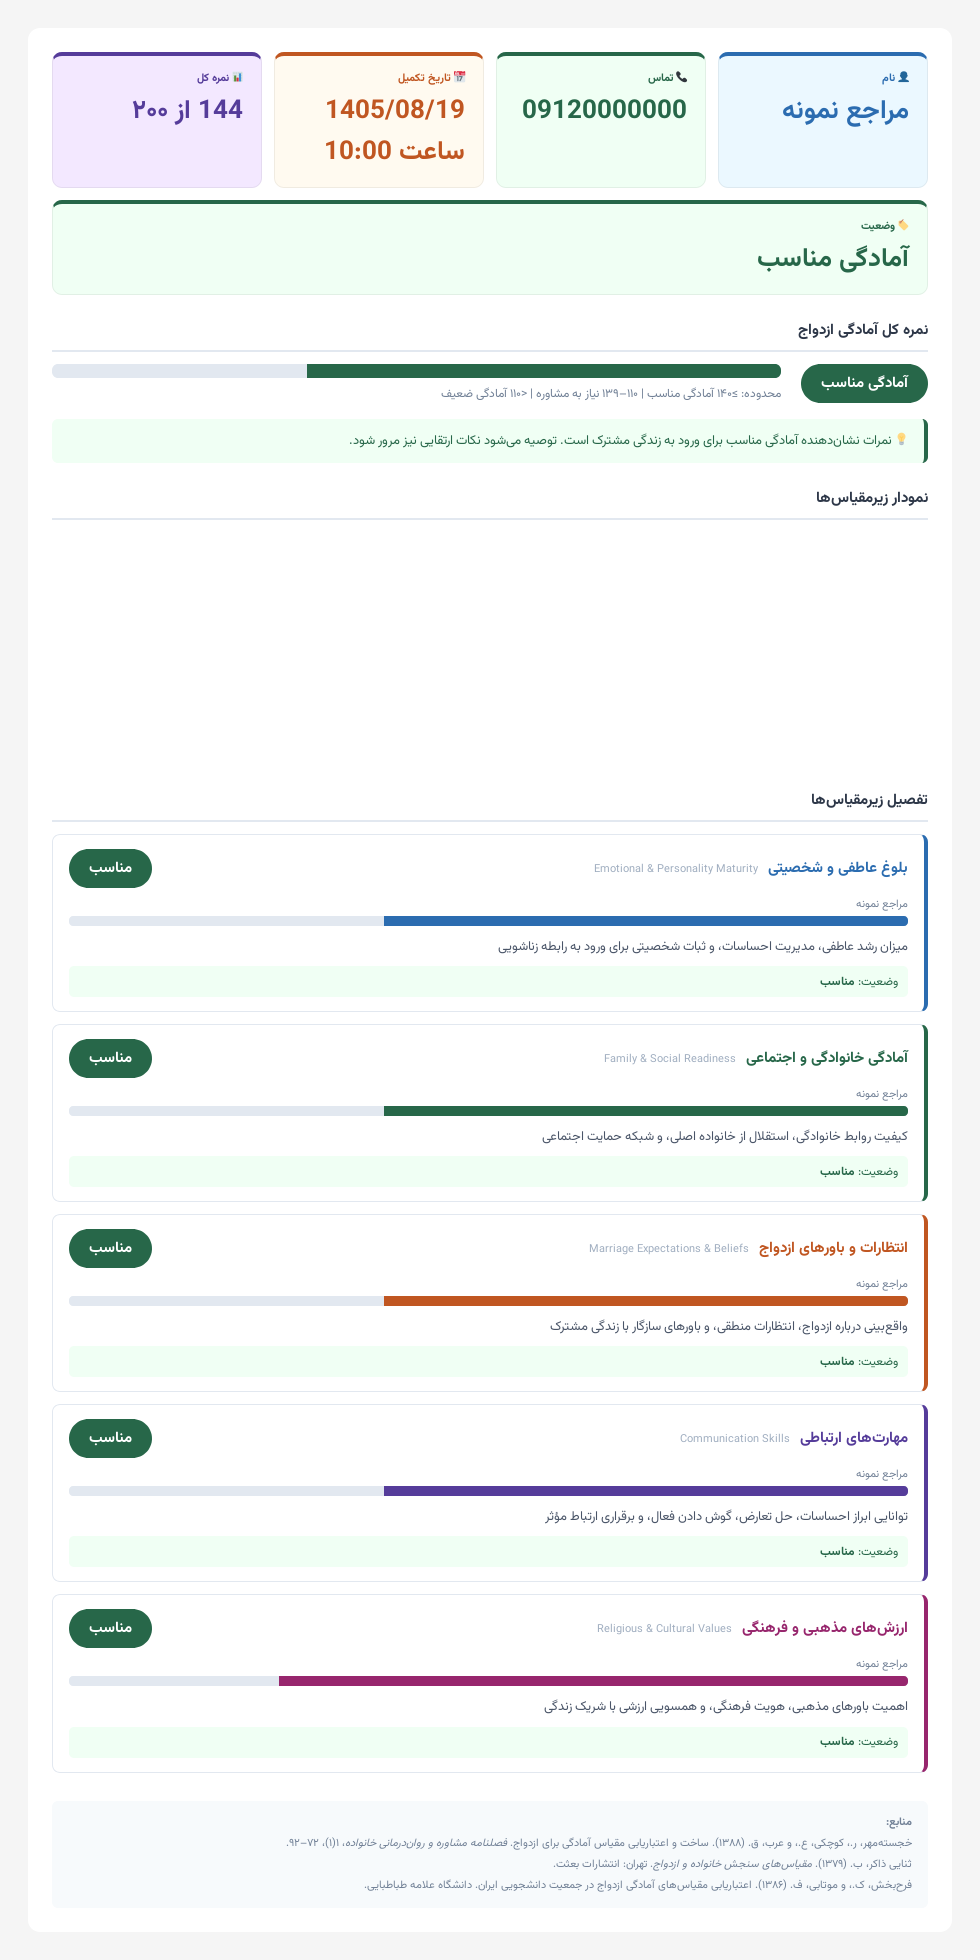 👤 نام
مراجع نمونه
📞 تماس
09120000000
📅 تاریخ تکمیل
1405/08/19
ساعت 10:00
📊 نمره کل
144 از ۲۰۰
🏷️ وضعیت
آمادگی مناسب
نمره کل آمادگی ازدواج
آمادگی مناسب
محدوده: ≥۱۴۰ آمادگی مناسب | ۱۱۰–۱۳۹ نیاز به مشاوره | <۱۱۰ آمادگی ضعیف
💡 نمرات نشان‌دهنده آمادگی مناسب برای ورود به زندگی مشترک است. توصیه می‌شود نکات ارتقایی نیز مرور شود.
نمودار زیرمقیاس‌ها
تفصیل زیرمقیاس‌ها
بلوغ عاطفی و شخصیتی Emotional & Personality Maturity
مناسب
مراجع نمونه
میزان رشد عاطفی، مدیریت احساسات، و ثبات شخصیتی برای ورود به رابطه زناشویی
وضعیت: مناسب
آمادگی خانوادگی و اجتماعی Family & Social Readiness
مناسب
مراجع نمونه
کیفیت روابط خانوادگی، استقلال از خانواده اصلی، و شبکه حمایت اجتماعی
وضعیت: مناسب
انتظارات و باورهای ازدواج Marriage Expectations & Beliefs
مناسب
مراجع نمونه
واقع‌بینی درباره ازدواج، انتظارات منطقی، و باورهای سازگار با زندگی مشترک
وضعیت: مناسب
مهارت‌های ارتباطی Communication Skills
مناسب
مراجع نمونه
توانایی ابراز احساسات، حل تعارض، گوش دادن فعال، و برقراری ارتباط مؤثر
وضعیت: مناسب
ارزش‌های مذهبی و فرهنگی Religious & Cultural Values
مناسب
مراجع نمونه
اهمیت باورهای مذهبی، هویت فرهنگی، و همسویی ارزشی با شریک زندگی
وضعیت: مناسب
منابع:
خجسته‌مهر، ر.، کوچکی، ع.، و عرب، ق. (۱۳۸۸). ساخت و اعتباریابی مقیاس آمادگی برای ازدواج. فصلنامه مشاوره و روان‌درمانی خانواده، ۱(۱)، ۷۲–۹۲.
ثنایی ذاکر، ب. (۱۳۷۹). مقیاس‌های سنجش خانواده و ازدواج. تهران: انتشارات بعثت.
فرح‌بخش، ک.، و موتابی، ف. (۱۳۸۶). اعتباریابی مقیاس‌های آمادگی ازدواج در جمعیت دانشجویی ایران. دانشگاه علامه طباطبایی.